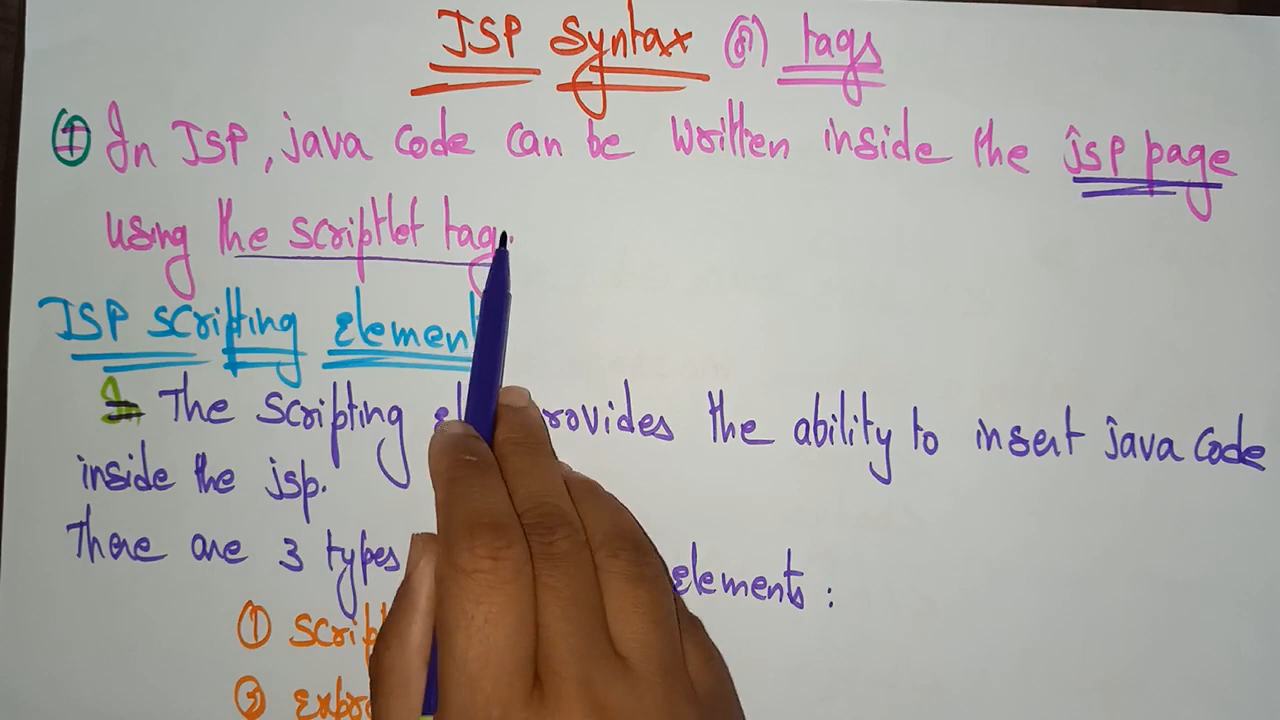 JSP Syntax (or) tags
① In JSP, java code can be written inside the jsp page
using the scriptlet tag.
JSP scripting element
The scripting provides the ability to insert java code
inside the jsp.
There are 3 types elements :
①
②